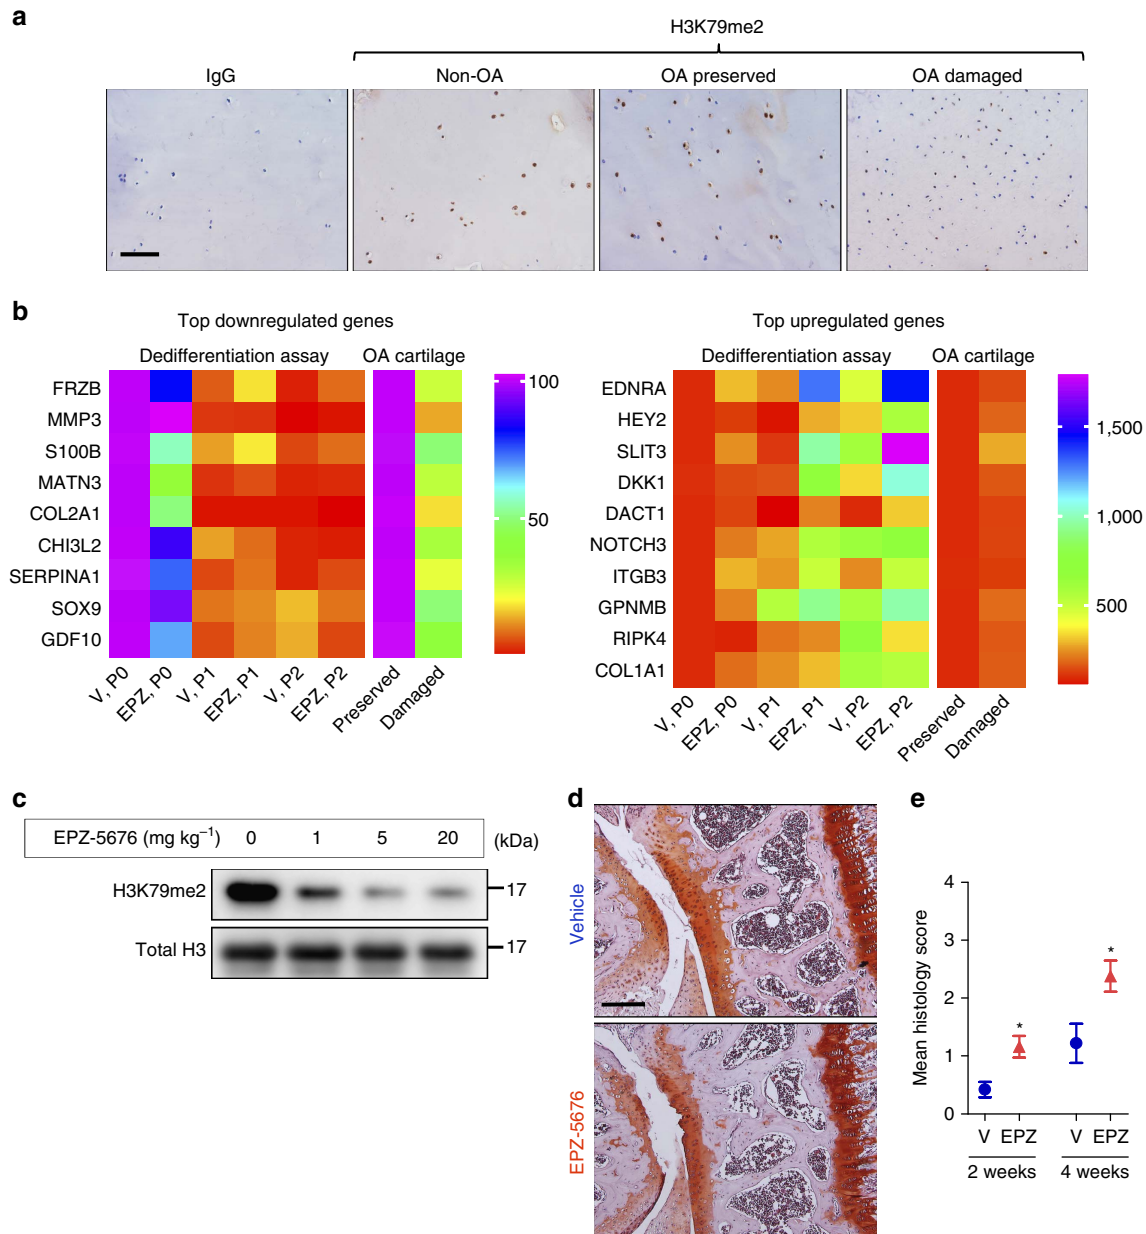 a
H3K79me2
IgG
Non-OA
OA preserved
OA damaged
b
Top downregulated genes
Dedifferentiation assay
OA cartilage
FRZB
MMP3
S100B
MATN3
COL2A1
CHI3L2
SERPINA1
SOX9
GDF10
V, P0
EPZ, P0
V, P1
EPZ, P1
V, P2
EPZ, P2
Preserved
Damaged
100
50
Top upregulated genes
Dedifferentiation assay
OA cartilage
EDNRA
HEY2
SLIT3
DKK1
DACT1
NOTCH3
ITGB3
GPNMB
RIPK4
COL1A1
V, P0
EPZ, P0
V, P1
EPZ, P1
V, P2
EPZ, P2
Preserved
Damaged
1,500
1,000
500
c
EPZ-5676 (mg kg⁻¹) 0 1 5 20 (kDa)
H3K79me2 17
Total H3 17
d
Vehicle
EPZ-5676
e
Mean histology score
4
3
2
1
0
* *
V EPZ V EPZ
2 weeks 4 weeks